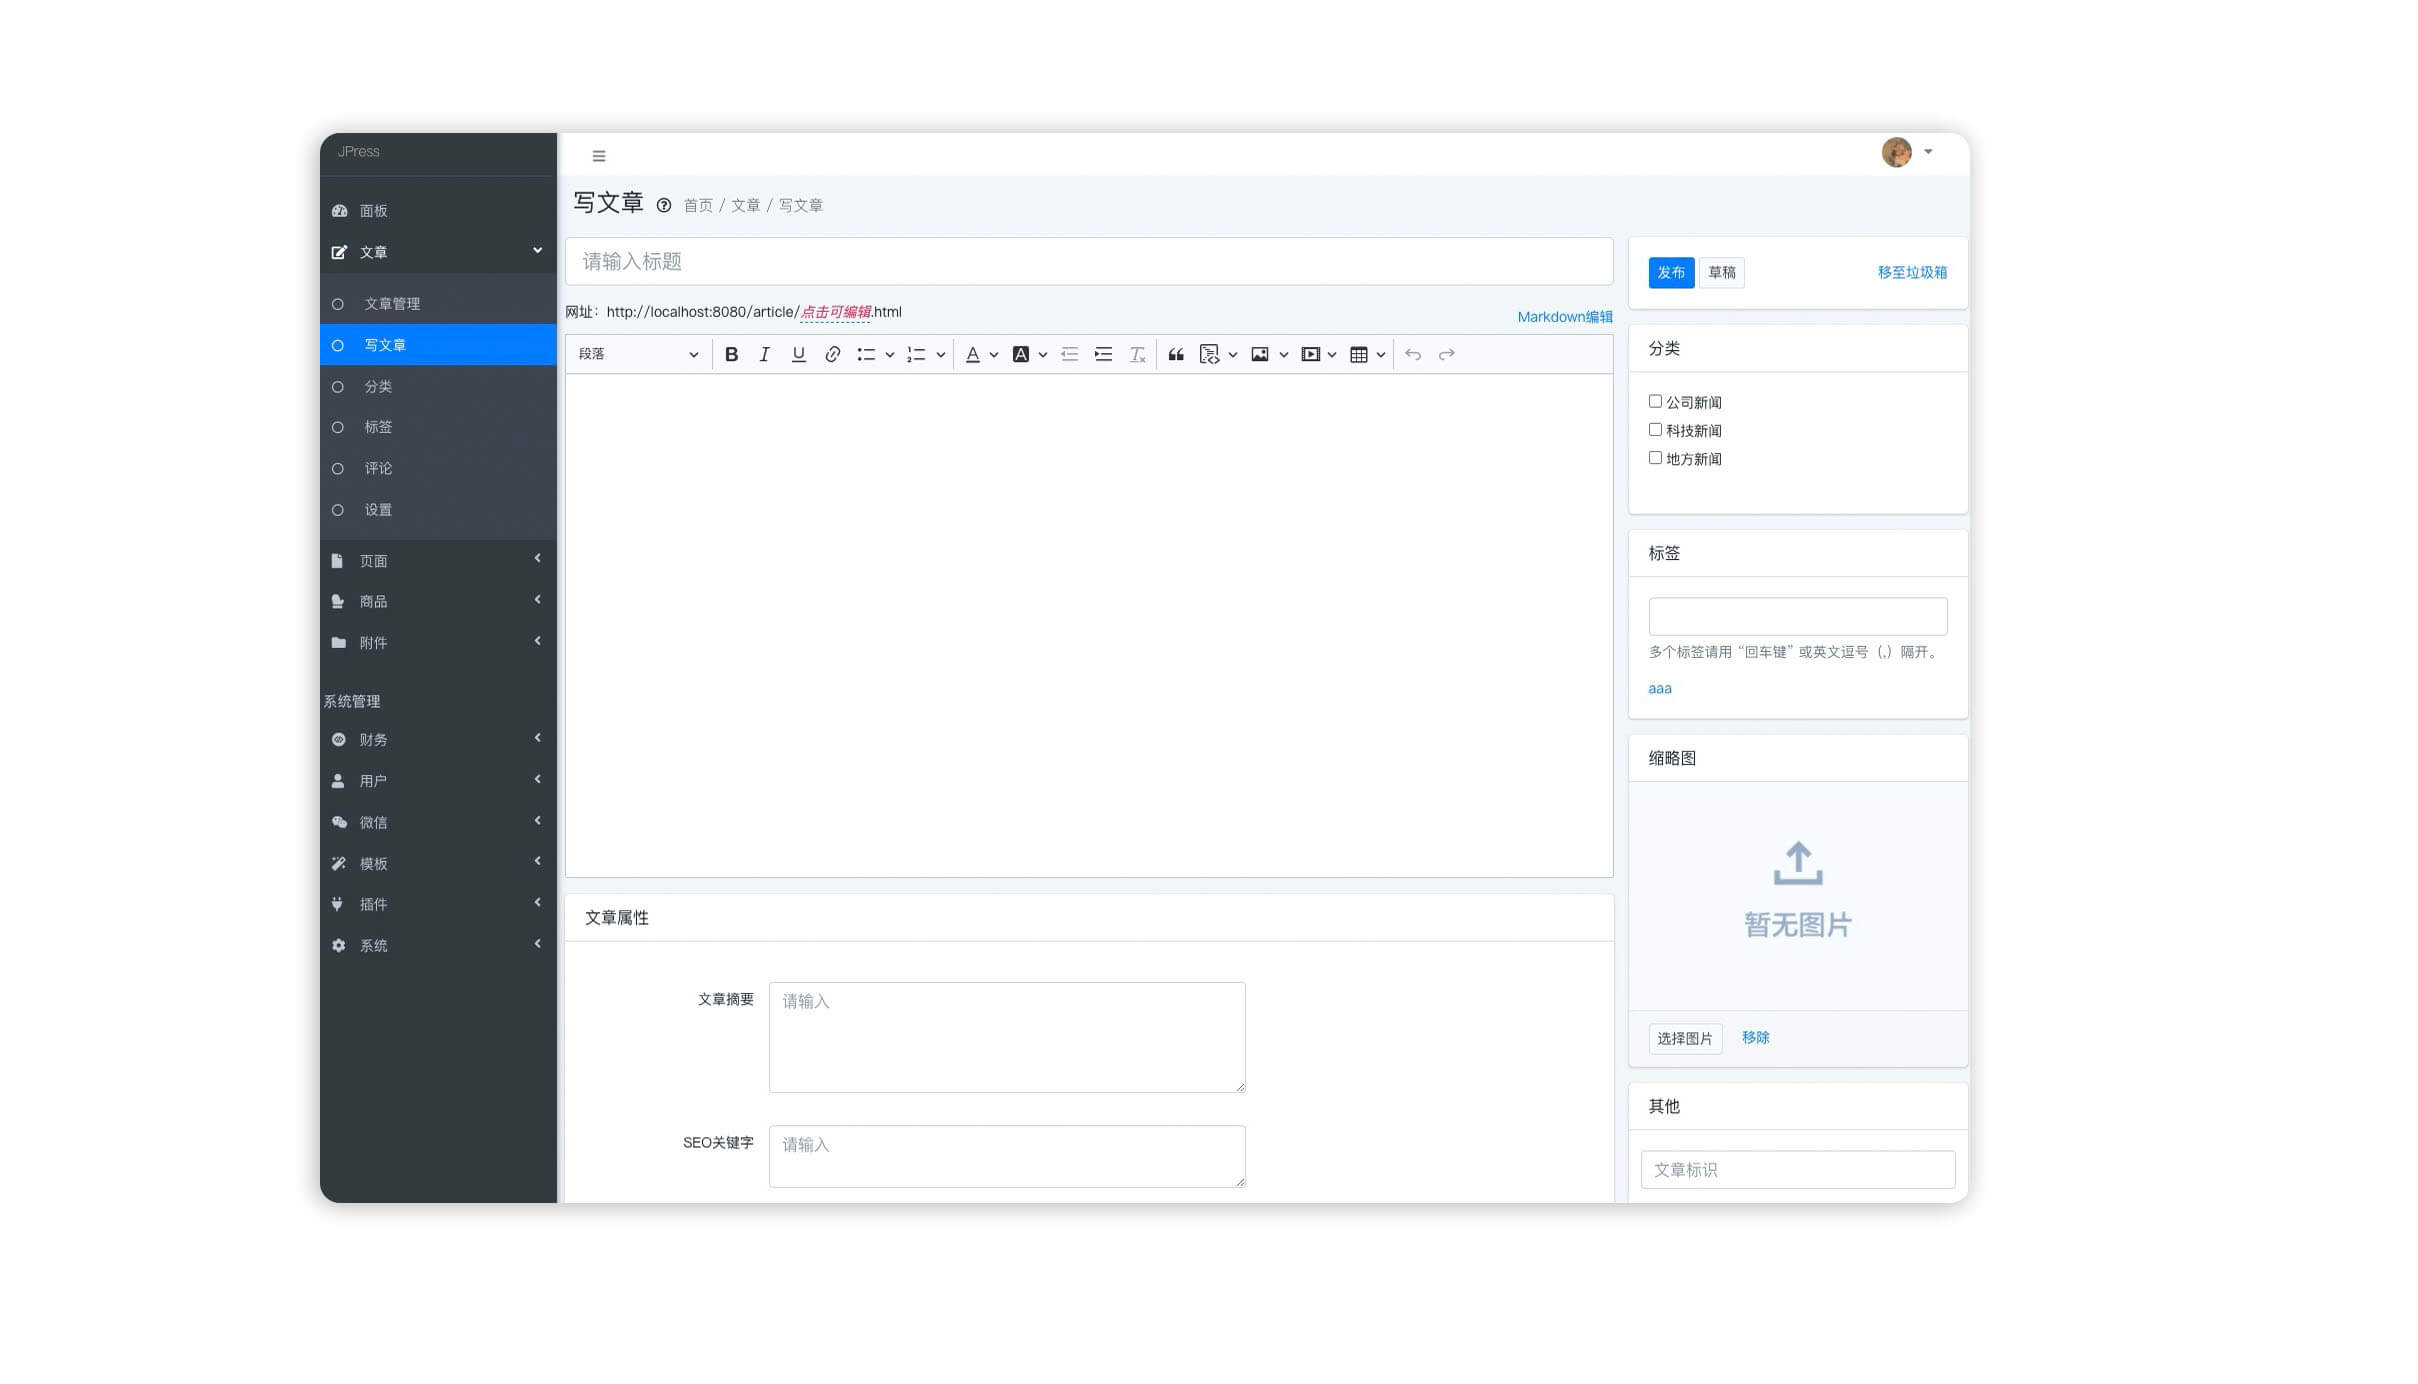 JPress
面板
文章
文章管理
写文章
分类
标签
评论
设置
页面
商品
附件
系统管理
财务
用户
微信
模板
插件
系统
写文章 首页 / 文章 / 写文章
请输入标题
网址：http://localhost:8080/article/点击可编辑.html
Markdown编辑
段落
文章属性
文章摘要
请输入
SEO关键字
请输入
发布 草稿 移至垃圾箱
分类
公司新闻
科技新闻
地方新闻
标签
多个标签请用“回车键”或英文逗号（,）隔开。
aaa
缩略图
暂无图片
选择图片 移除
其他
文章标识